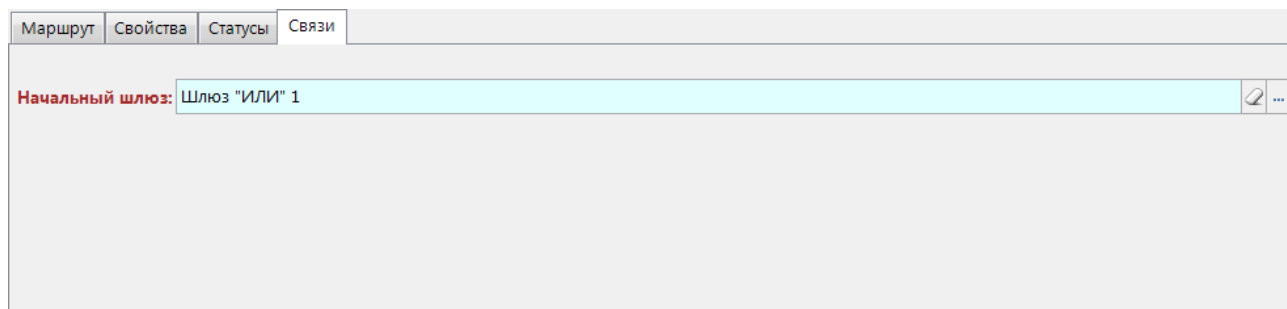 Маршрут Свойства Статусы Связи
Начальный шлюз: Шлюз "ИЛИ" 1 ...